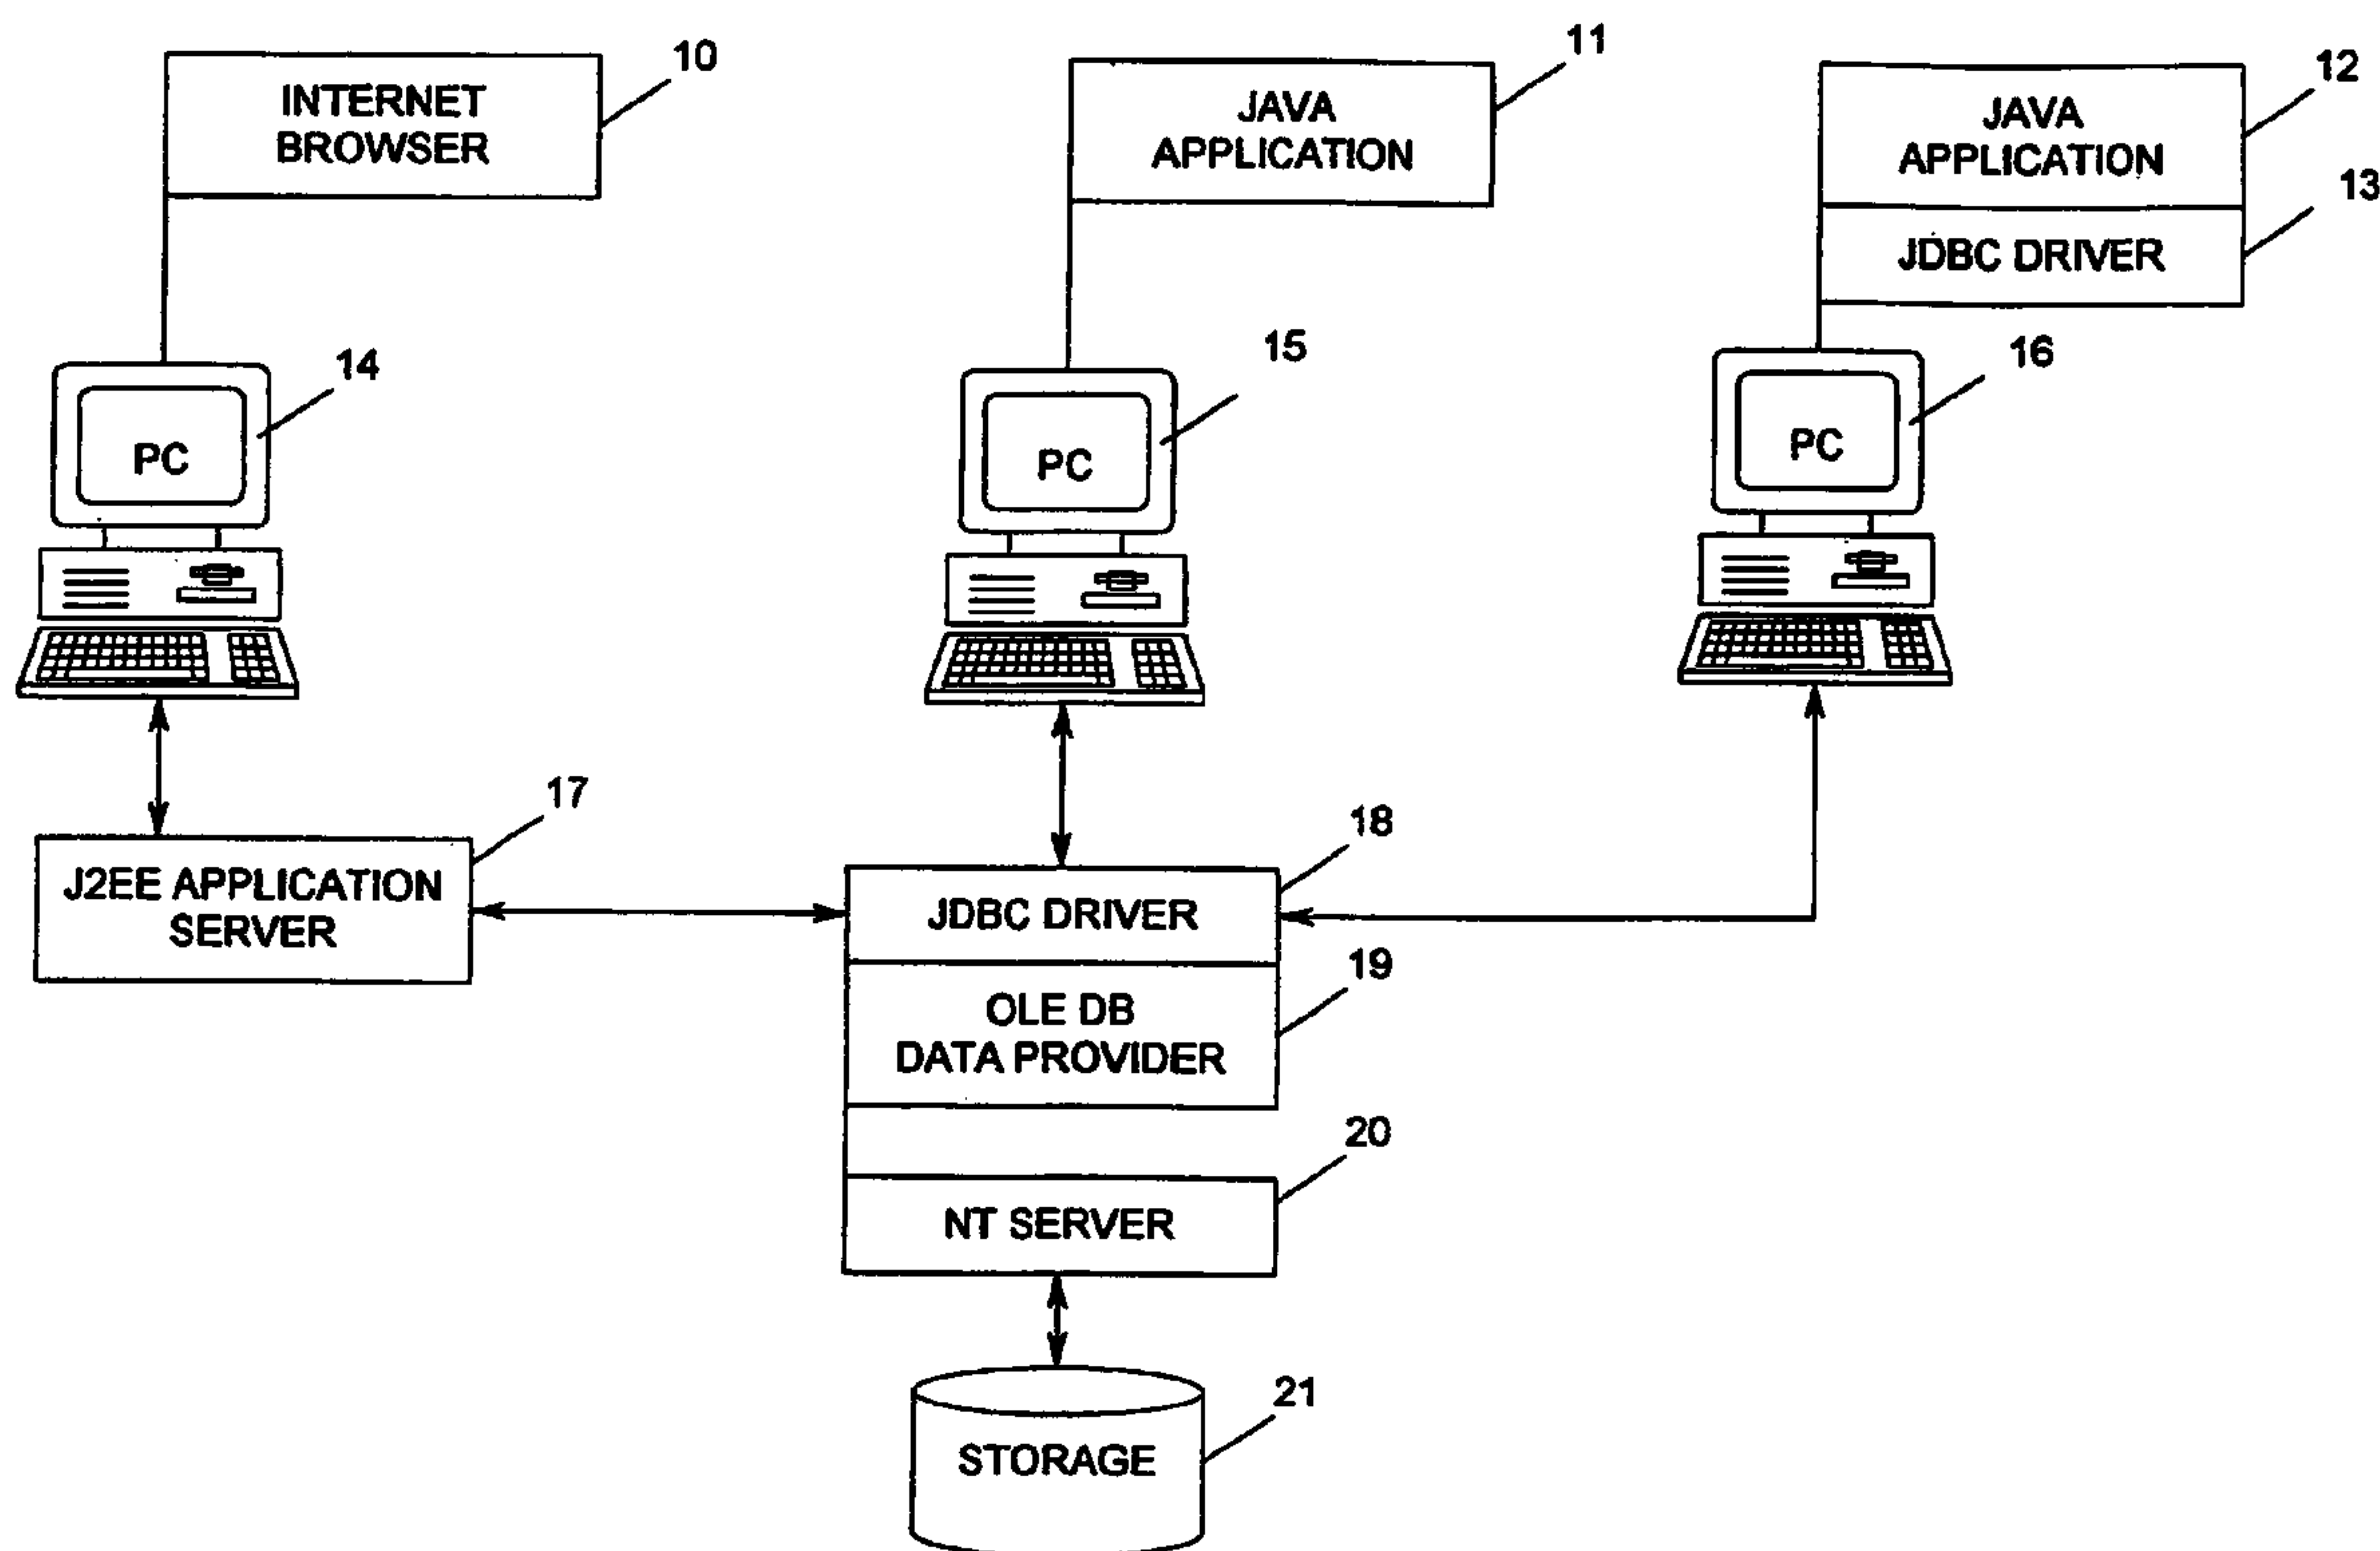 10
INTERNET
BROWSER
11
JAVA
APPLICATION
12
JAVA
APPLICATION
13
JDBC DRIVER
14
PC
15
PC
16
PC
17
J2EE APPLICATION
SERVER
18
JDBC DRIVER
19
OLE DB
DATA PROVIDER
20
NT SERVER
21
STORAGE